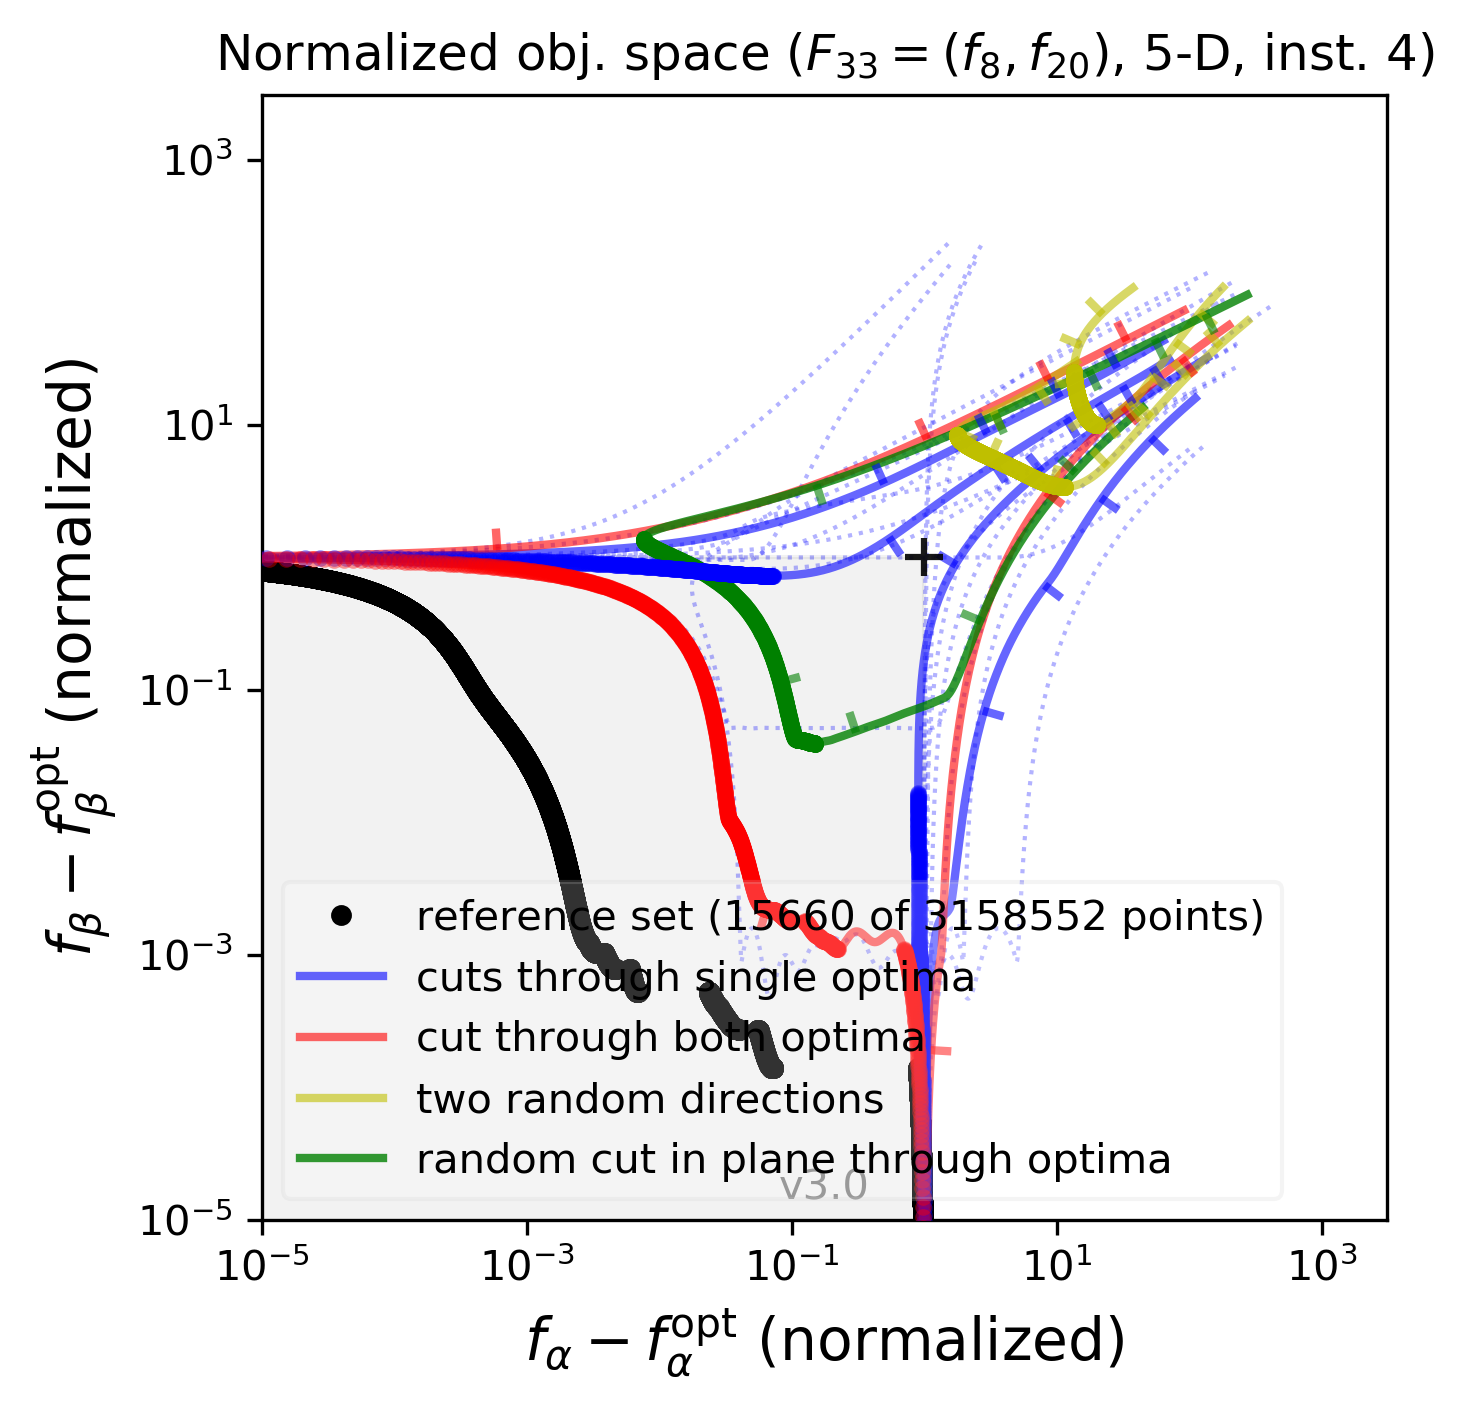 Normalized obj. space (F₃₃ = (f₈, f₂₀), 5-D, inst. 4)
10³
10¹
10⁻¹
10⁻³
10⁻⁵
f_β − f_β^opt (normalized)
reference set (15660 of 3158552 points)
cuts through single optima
cut through both optima
two random directions
random cut in plane through optima
v3.0
10⁻⁵ 10⁻³ 10⁻¹ 10¹ 10³
f_α − f_α^opt (normalized)